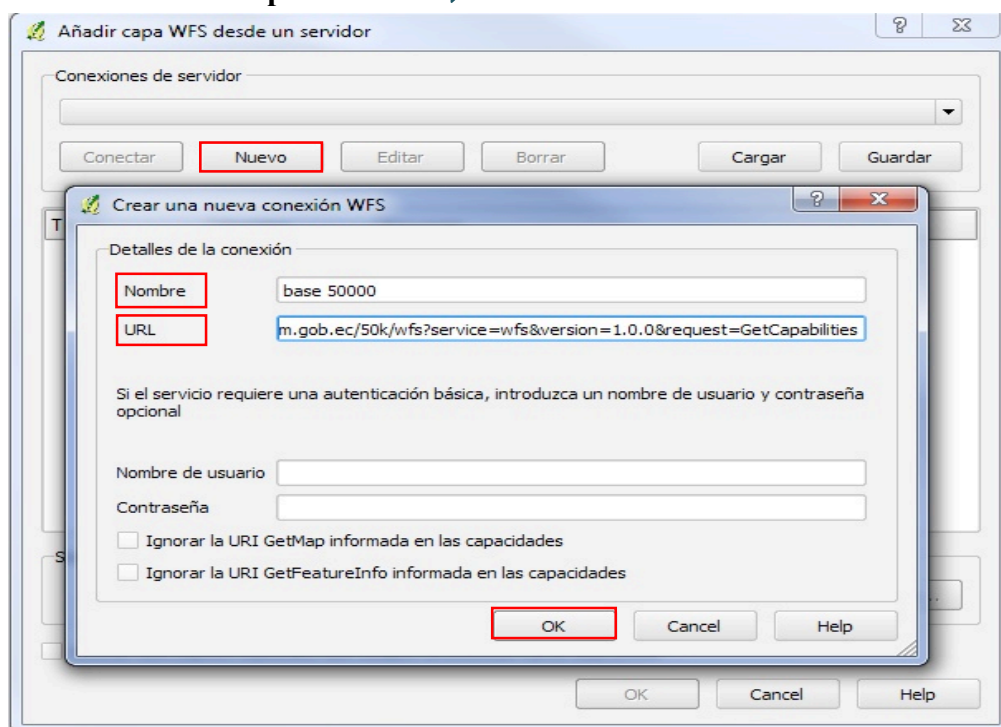 Añadir capa WFS desde un servidor
Conexiones de servidor
Conectar Nuevo Editar Borrar Cargar Guardar
Crear una nueva conexión WFS
T
Detalles de la conexión
Nombre base 50000
URL m.gob.ec/50k/wfs?service=wfs&version=1.0.0&request=GetCapabilities
Si el servicio requiere una autenticación básica, introduzca un nombre de usuario y contraseña
opcional
Nombre de usuario
Contraseña
Ignorar la URI GetMap informada en las capacidades
S
Ignorar la URI GetFeatureInfo informada en las capacidades
OK Cancel Help
OK Cancel Help